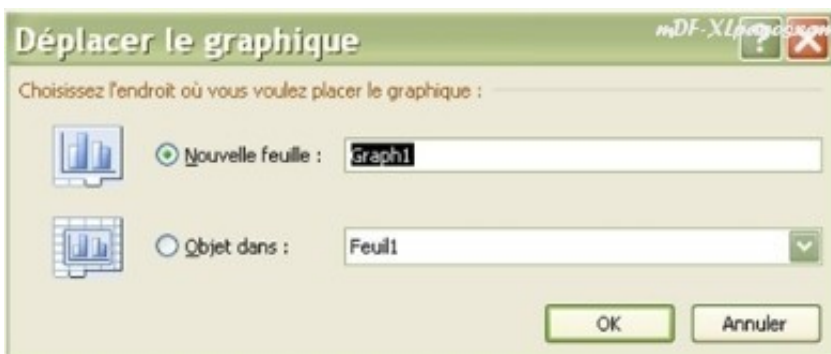 Déplacer le graphique
Choisissez l'endroit où vous voulez placer le graphique :
Nouvelle feuille :
Graph1
Objet dans :
Feuil1
OK
Annuler